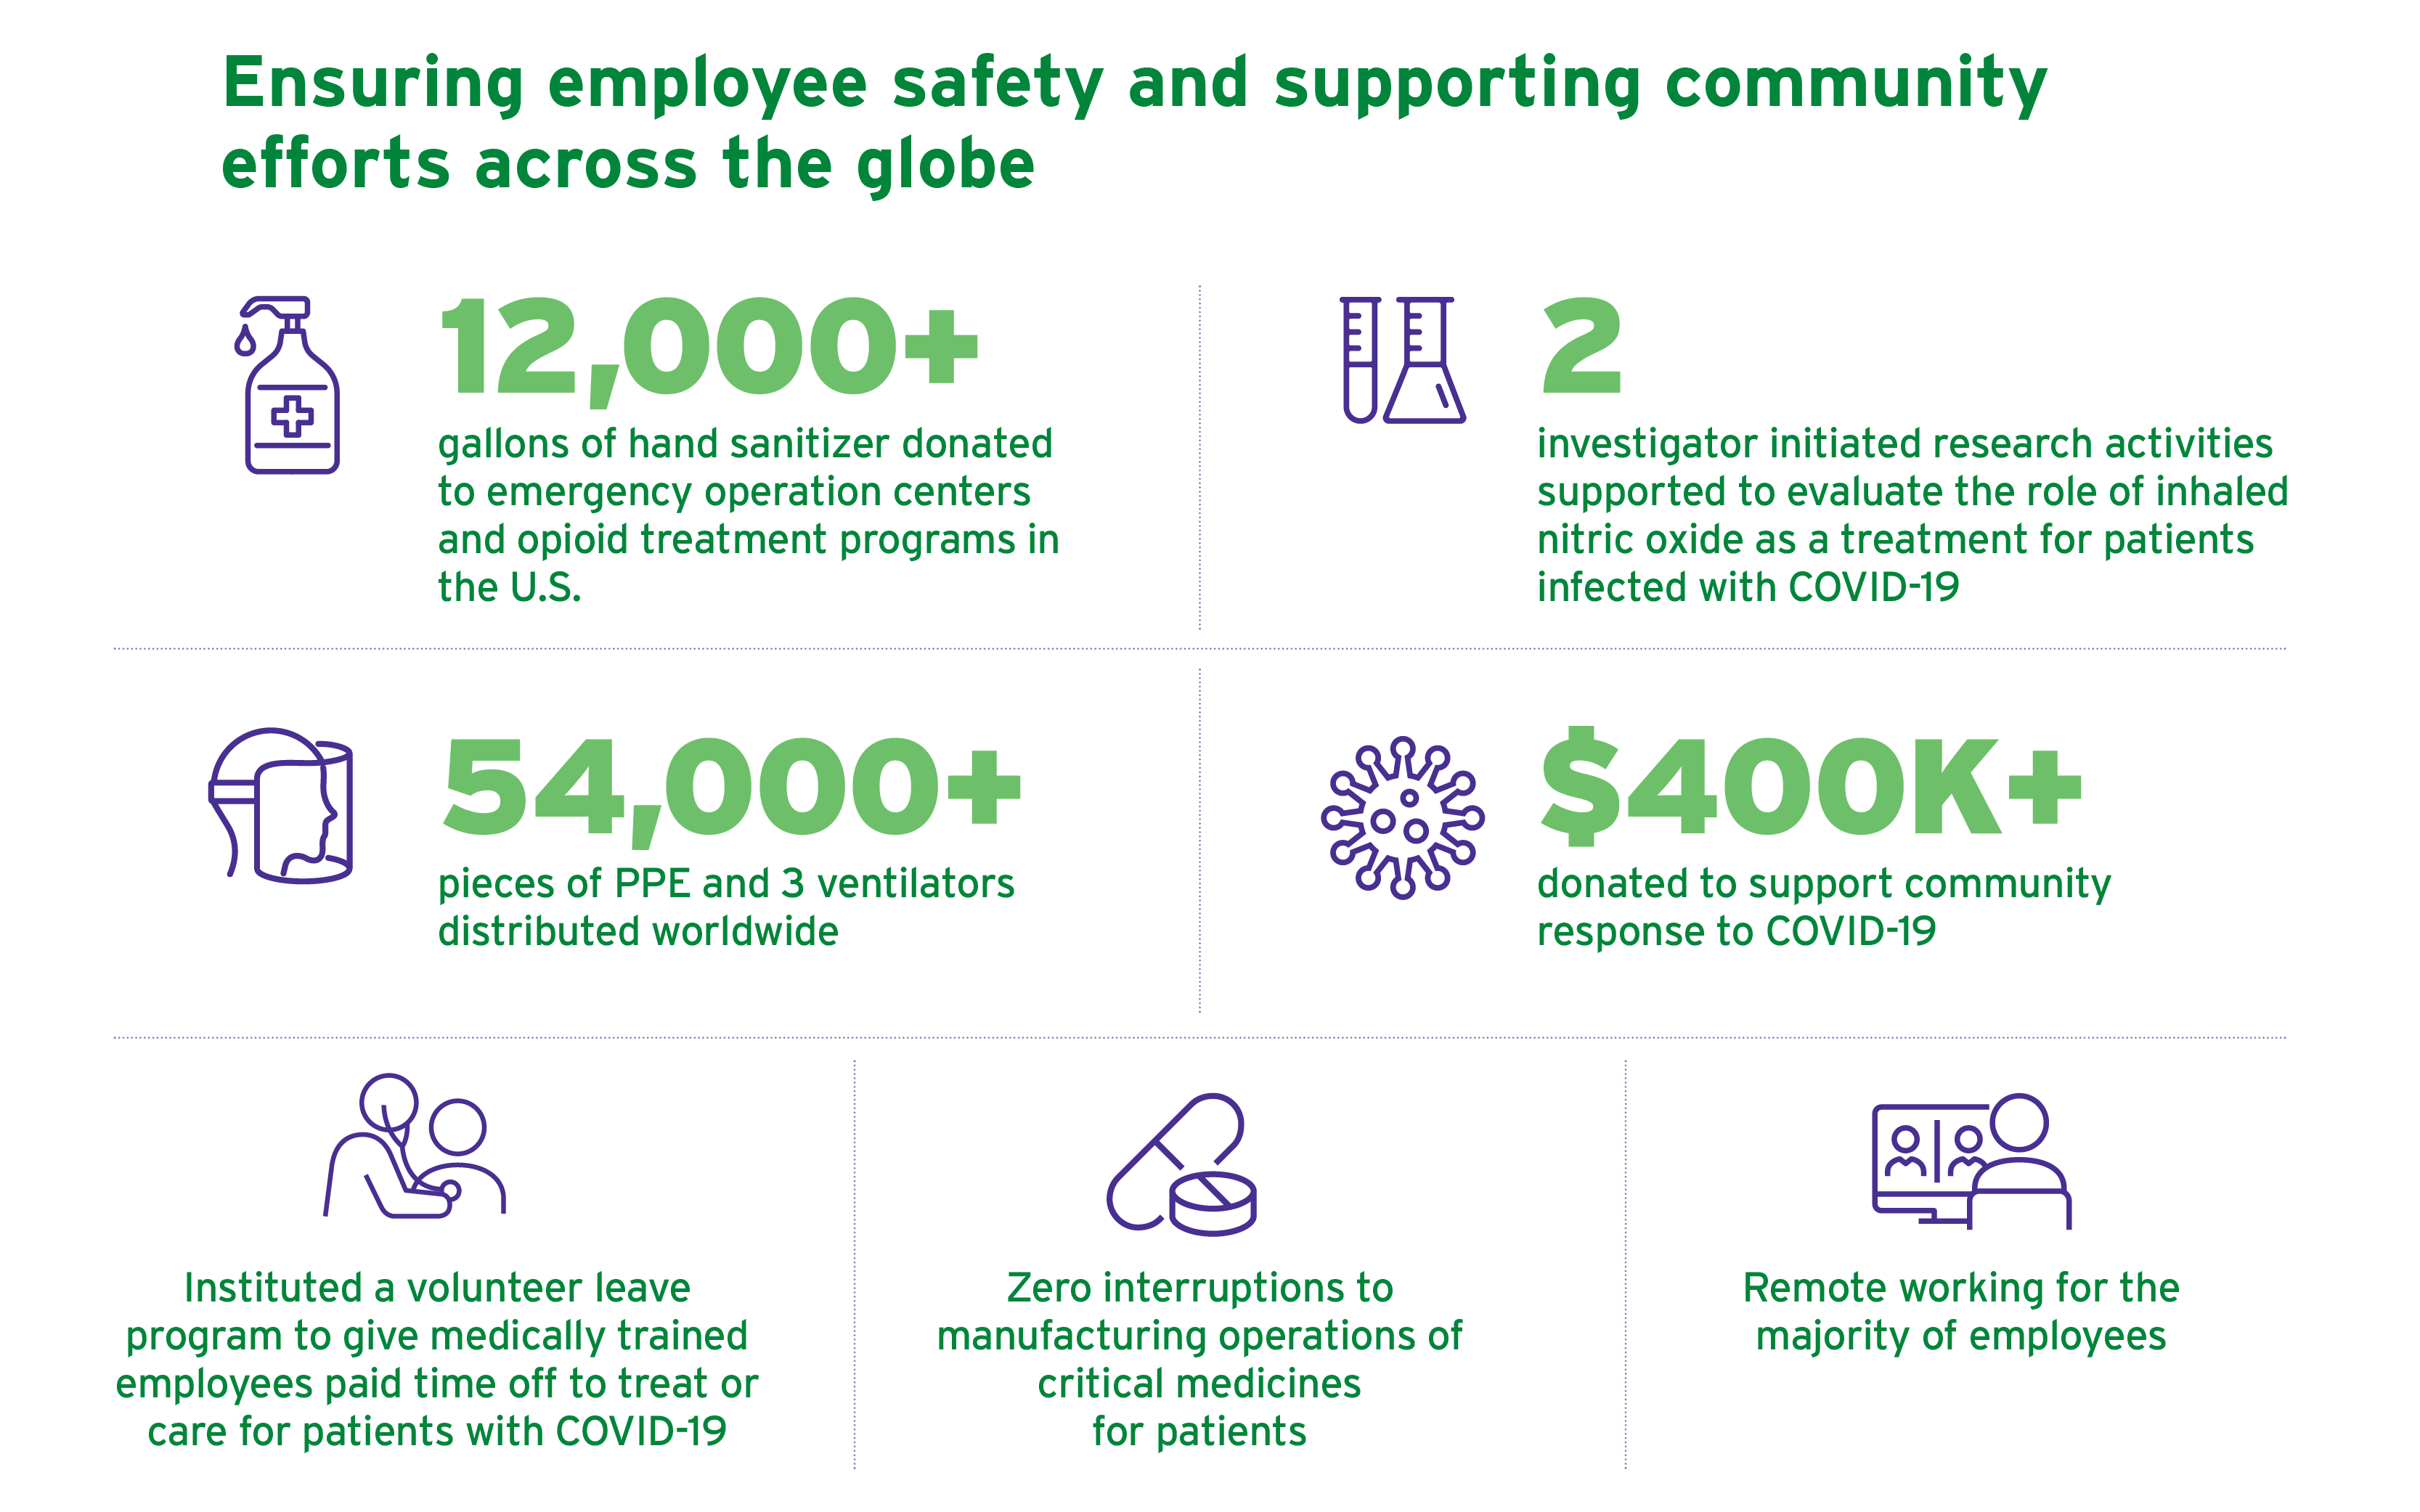 Ensuring employee safety and supporting community
efforts across the globe
12,000+
gallons of hand sanitizer donated
to emergency operation centers
and opioid treatment programs in
the U.S.
2
investigator initiated research activities
supported to evaluate the role of inhaled
nitric oxide as a treatment for patients
infected with COVID-19
54,000+
pieces of PPE and 3 ventilators
distributed worldwide
$400K+
donated to support community
response to COVID-19
Instituted a volunteer leave
program to give medically trained
employees paid time off to treat or
care for patients with COVID-19
Zero interruptions to
manufacturing operations of
critical medicines
for patients
Remote working for the
majority of employees